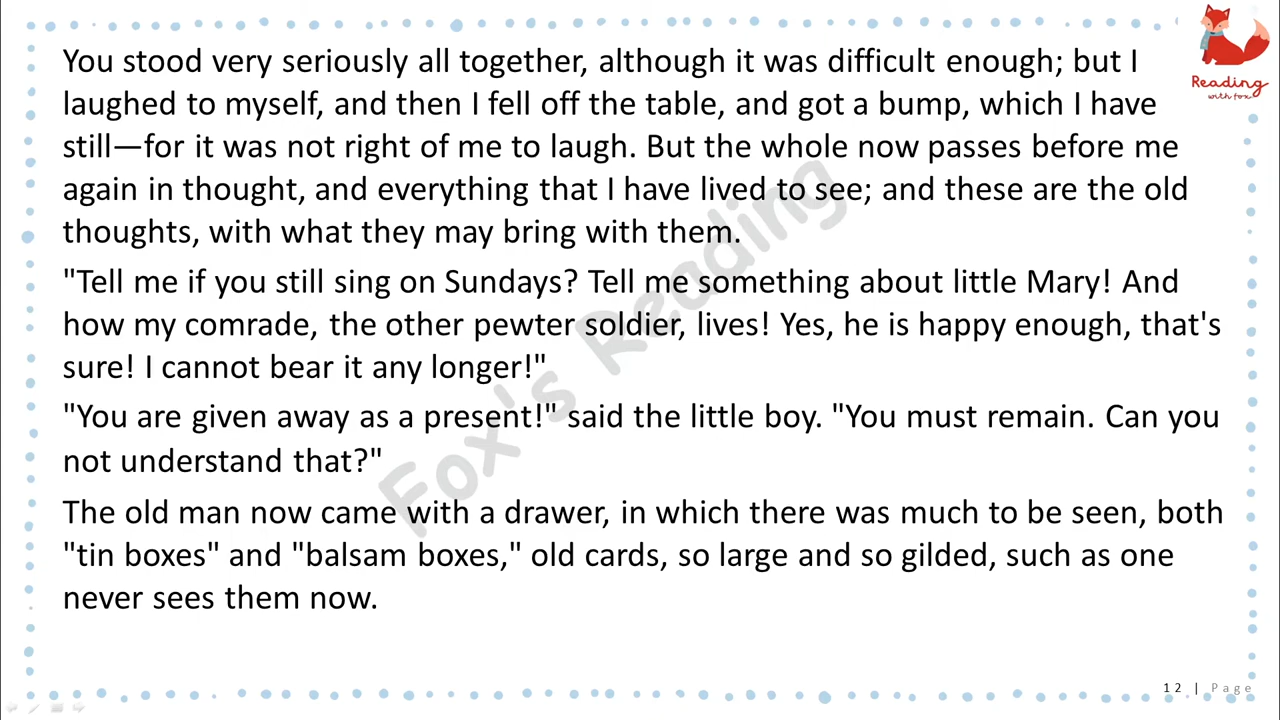 You stood very seriously all together, although it was difficult enough; but I
laughed to myself, and then I fell off the table, and got a bump, which I have
still—for it was not right of me to laugh. But the whole now passes before me
again in thought, and everything that I have lived to see; and these are the old
thoughts, with what they may bring with them.
"Tell me if you still sing on Sundays? Tell me something about little Mary! And
how my comrade, the other pewter soldier, lives! Yes, he is happy enough, that's
sure! I cannot bear it any longer!"
"You are given away as a present!" said the little boy. "You must remain. Can you
not understand that?"
The old man now came with a drawer, in which there was much to be seen, both
"tin boxes" and "balsam boxes," old cards, so large and so gilded, such as one
never sees them now.
Fox's Reading
Reading
with fox
12 | Page